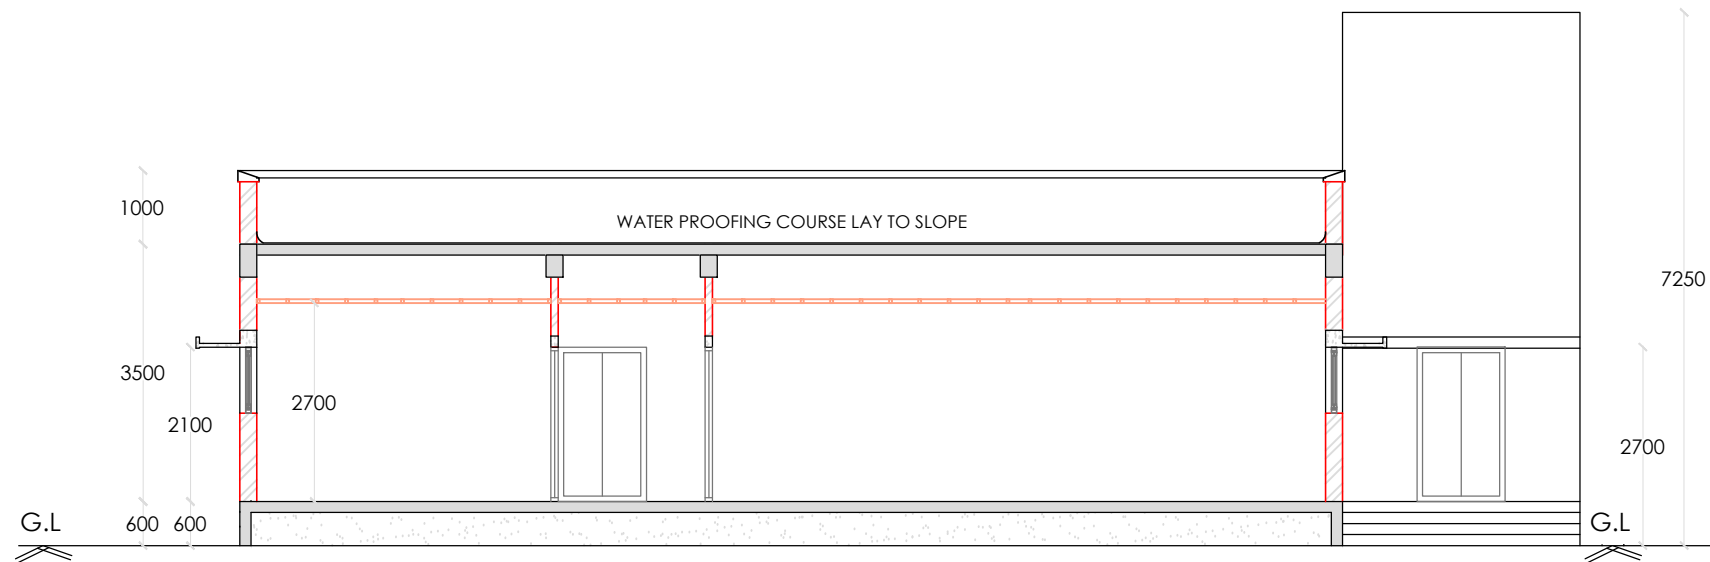 1000
WATER PROOFING COURSE LAY TO SLOPE
7250
3500
2700
2100
2700
G.L
600
600
G.L